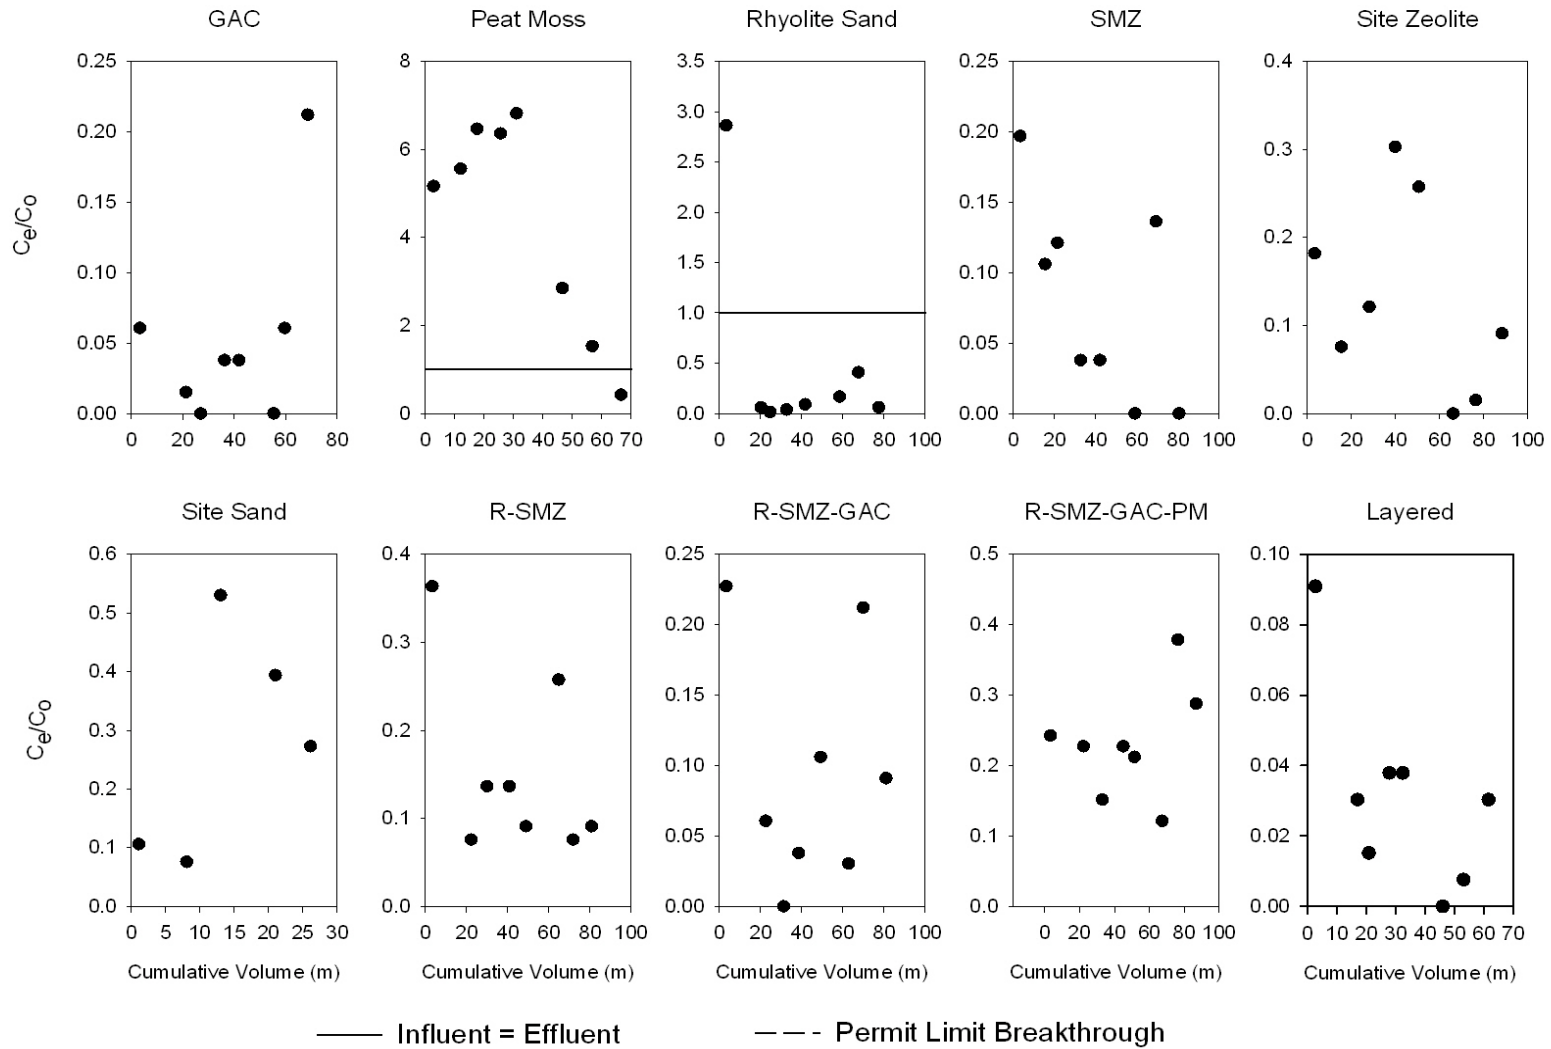 GAC Peat Moss Rhyolite Sand SMZ Site Zeolite
0.25 8 3.5 0.25 0.4
3.0
0.20 6 2.5 0.20 0.3
0.15 2.0 0.15
Ce/Co 4 0.2
0.10 1.5 0.10
2 1.0 0.1
0.05 0.5 0.05
0.00 0 0.0 0.00 0.0
0 20 40 60 80 0 10 20 30 40 50 60 70 0 20 40 60 80 100 0 20 40 60 80 100 0 20 40 60 80 100
Site Sand R-SMZ R-SMZ-GAC R-SMZ-GAC-PM Layered
0.6 0.4 0.25 0.5 0.10
0.5 0.20 0.4 0.08
0.4 0.3 0.15 0.3 0.06
Ce/Co 0.3 0.2
0.2 0.10 0.2 0.04
0.1 0.1 0.05 0.1 0.02
0.0 0.0 0.00 0.0 0.00
0 5 10 15 20 25 30 0 20 40 60 80 100 0 20 40 60 80 100 0 20 40 60 80 100 0 10 20 30 40 50 60 70
Cumulative Volume (m) Cumulative Volume (m) Cumulative Volume (m) Cumulative Volume (m) Cumulative Volume (m)
Influent = Effluent Permit Limit Breakthrough